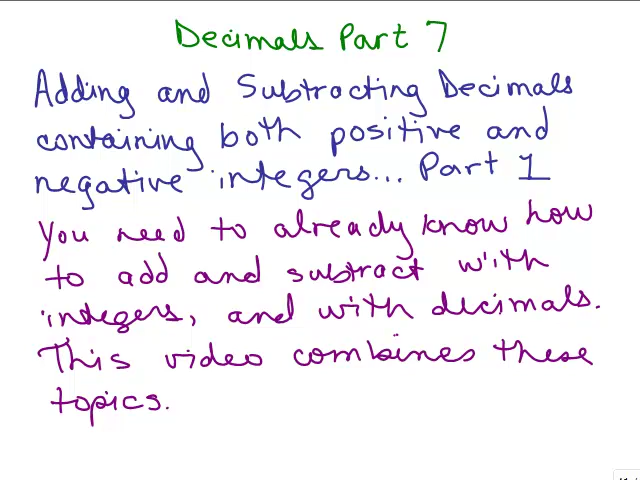 Decimals Part 7
Adding and Subtracting Decimals
containing both positive and
negative integers... Part 1
You need to already know how
to add and subtract with
integers, and with decimals.
This video combines these
topics.